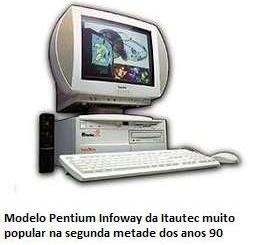 Modelo Pentium Infoway da Itautec muito
popular na segunda metade dos anos 90